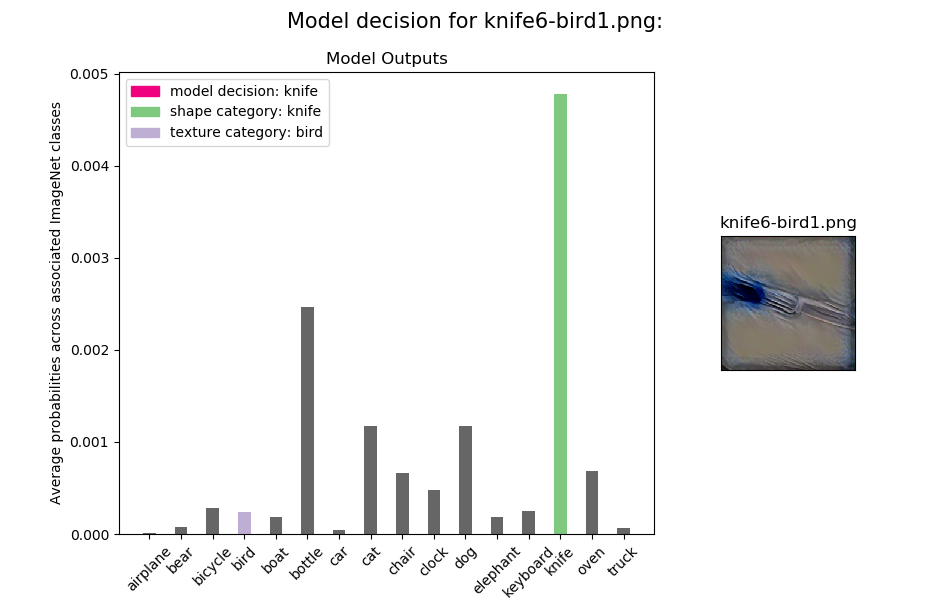 Model decision for knife6-bird1.png:
Model Outputs
model decision: knife
shape category: knife
texture category: bird
Average probabilities across associated ImageNet classes
0.005
0.004
0.003
0.002
0.001
0.000
airplane
bear
bicycle
bird
boat
bottle
car
cat
chair
clock
dog
elephant
keyboard
knife
oven
truck
knife6-bird1.png